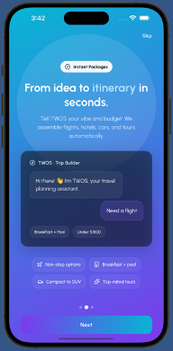 3:42
Skip
Instant Packages
From idea to itinerary in
seconds.
Tell TWOS your vibe and budget. We
assemble flights, hotels, cars, and tours
automatically.
TWOS · Trip Builder
Hi there! 👋 I'm TWOS, your travel
planning assistant
Need a flight
Breakfast + Pool
Under $1800
Non-stop options
Breakfast + pool
Compact to SUV
Top-rated tours
Next